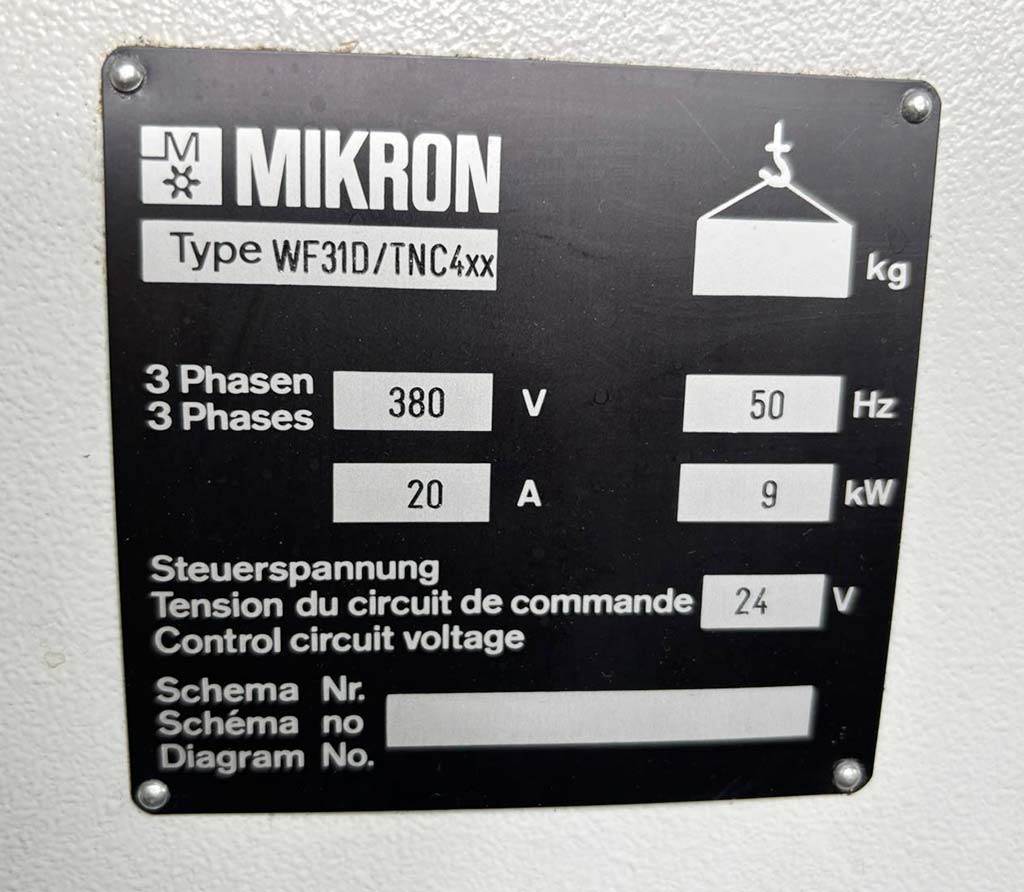 M MIKRON
Type WF31D/TNC4xx
kg
3 Phasen
3 Phases
380 V
50 Hz
20 A
9 kW
Steuerspannung
Tension du circuit de commande 24 V
Control circuit voltage
Schema Nr.
Schéma no
Diagram No.